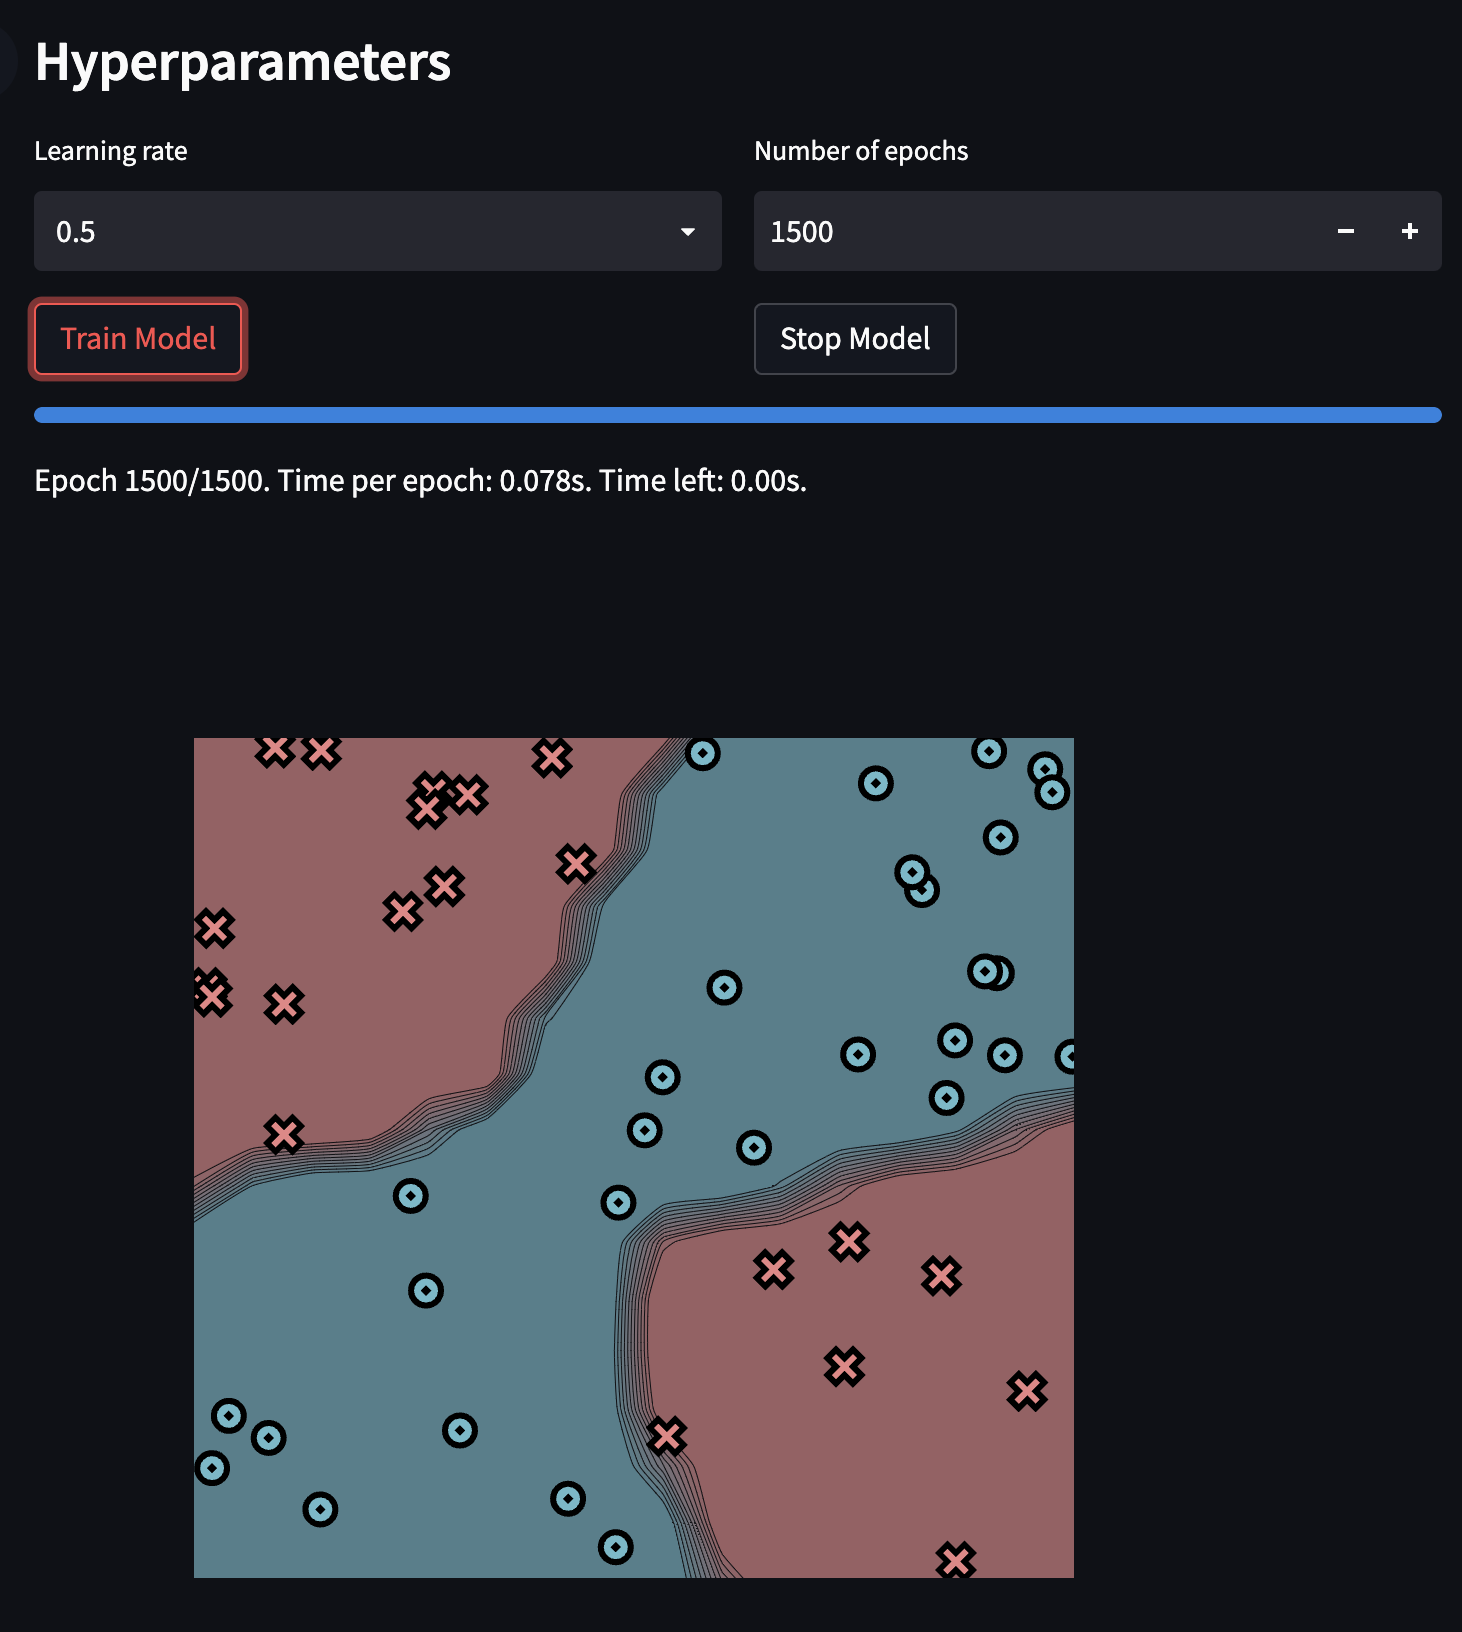 Hyperparameters
Learning rate
Number of epochs
0.5
1500
Train Model
Stop Model
Epoch 1500/1500. Time per epoch: 0.078s. Time left: 0.00s.